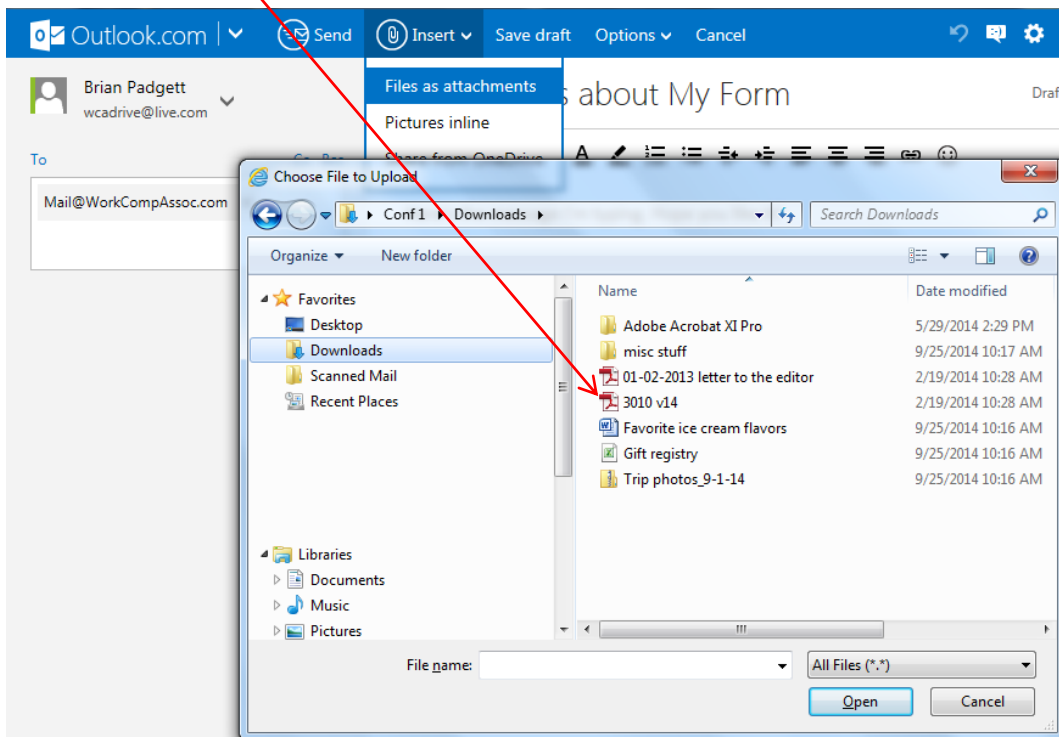 Outlook.com Send Insert Save draft Options Cancel
Brian Padgett
wcadrive@live.com
Files as attachments
about My Form
Pictures inline
To
Share from OneDrive
Mail@WorkCompAssoc.com
Choose File to Upload
Conf 1 Downloads Search Downloads
Organize New folder
Favorites
Desktop
Downloads
Scanned Mail
Recent Places
Libraries
Documents
Music
Pictures
Name Date modified
Adobe Acrobat XI Pro 5/29/2014 2:29 PM
misc stuff 9/25/2014 10:17 AM
01-02-2013 letter to the editor 2/19/2014 10:28 AM
3010 v14 2/19/2014 10:28 AM
Favorite ice cream flavors 9/25/2014 10:16 AM
Gift registry 9/25/2014 10:16 AM
Trip photos_9-1-14 9/25/2014 10:16 AM
File name: All Files (*.*)
Open Cancel